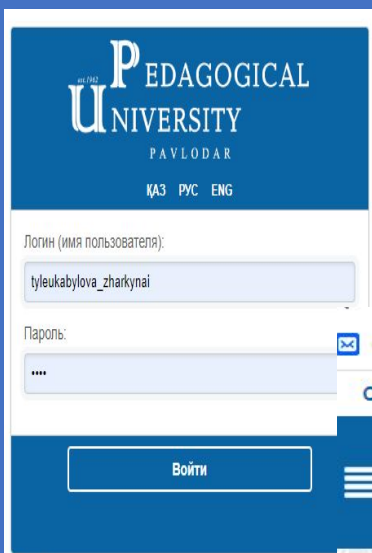 est.1962
PEDAGOGICAL
UNIVERSITY
PAVLODAR
ҚАЗ РУС ENG
Логин (имя пользователя):
tyleukabylova_zharkynai
Пароль:
••••
Войти